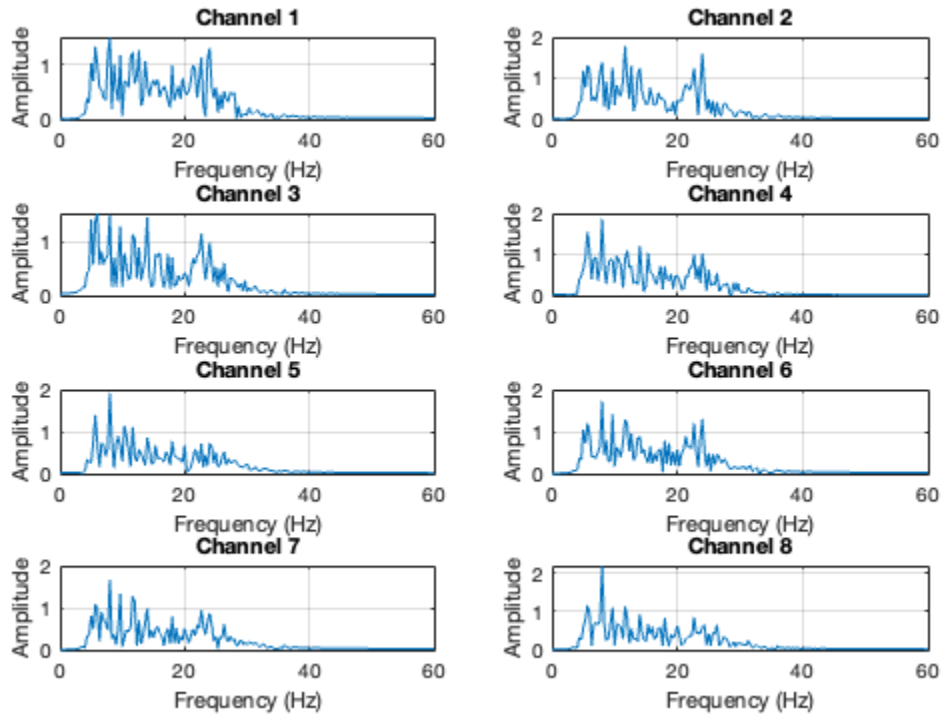 Channel 1
Amplitude
1
0
0 20 40 60
Frequency (Hz)
Channel 2
Amplitude
2
1
0
0 20 40 60
Frequency (Hz)
Channel 3
Amplitude
1
0
0 20 40 60
Frequency (Hz)
Channel 4
Amplitude
2
1
0
0 20 40 60
Frequency (Hz)
Channel 5
Amplitude
2
1
0
0 20 40 60
Frequency (Hz)
Channel 6
Amplitude
2
1
0
0 20 40 60
Frequency (Hz)
Channel 7
Amplitude
2
1
0
0 20 40 60
Frequency (Hz)
Channel 8
Amplitude
2
1
0
0 20 40 60
Frequency (Hz)